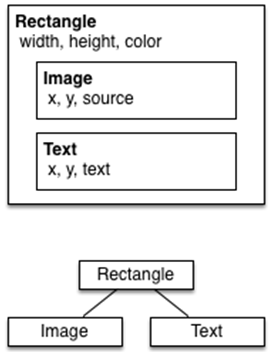 Rectangle
width, height, color
Image
x, y, source
Text
x, y, text
Rectangle
Image
Text